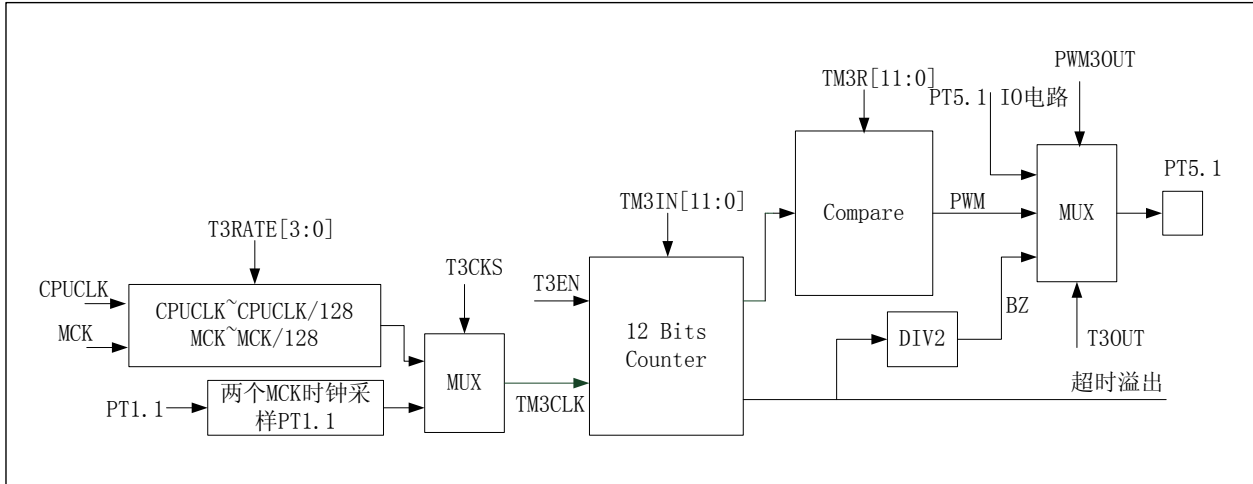 PWM3OUT
TM3R[11:0]
PT5.1 IO电路
PT5.1
TM3IN[11:0]
Compare
PWM
MUX
T3RATE[3:0]
T3CKS
T3EN
CPUCLK
CPUCLK~CPUCLK/128
MCK
MCK~MCK/128
BZ
12 Bits
Counter
DIV2
T3OUT
MUX
TM3CLK
超时溢出
PT1.1
两个MCK时钟采
样PT1.1